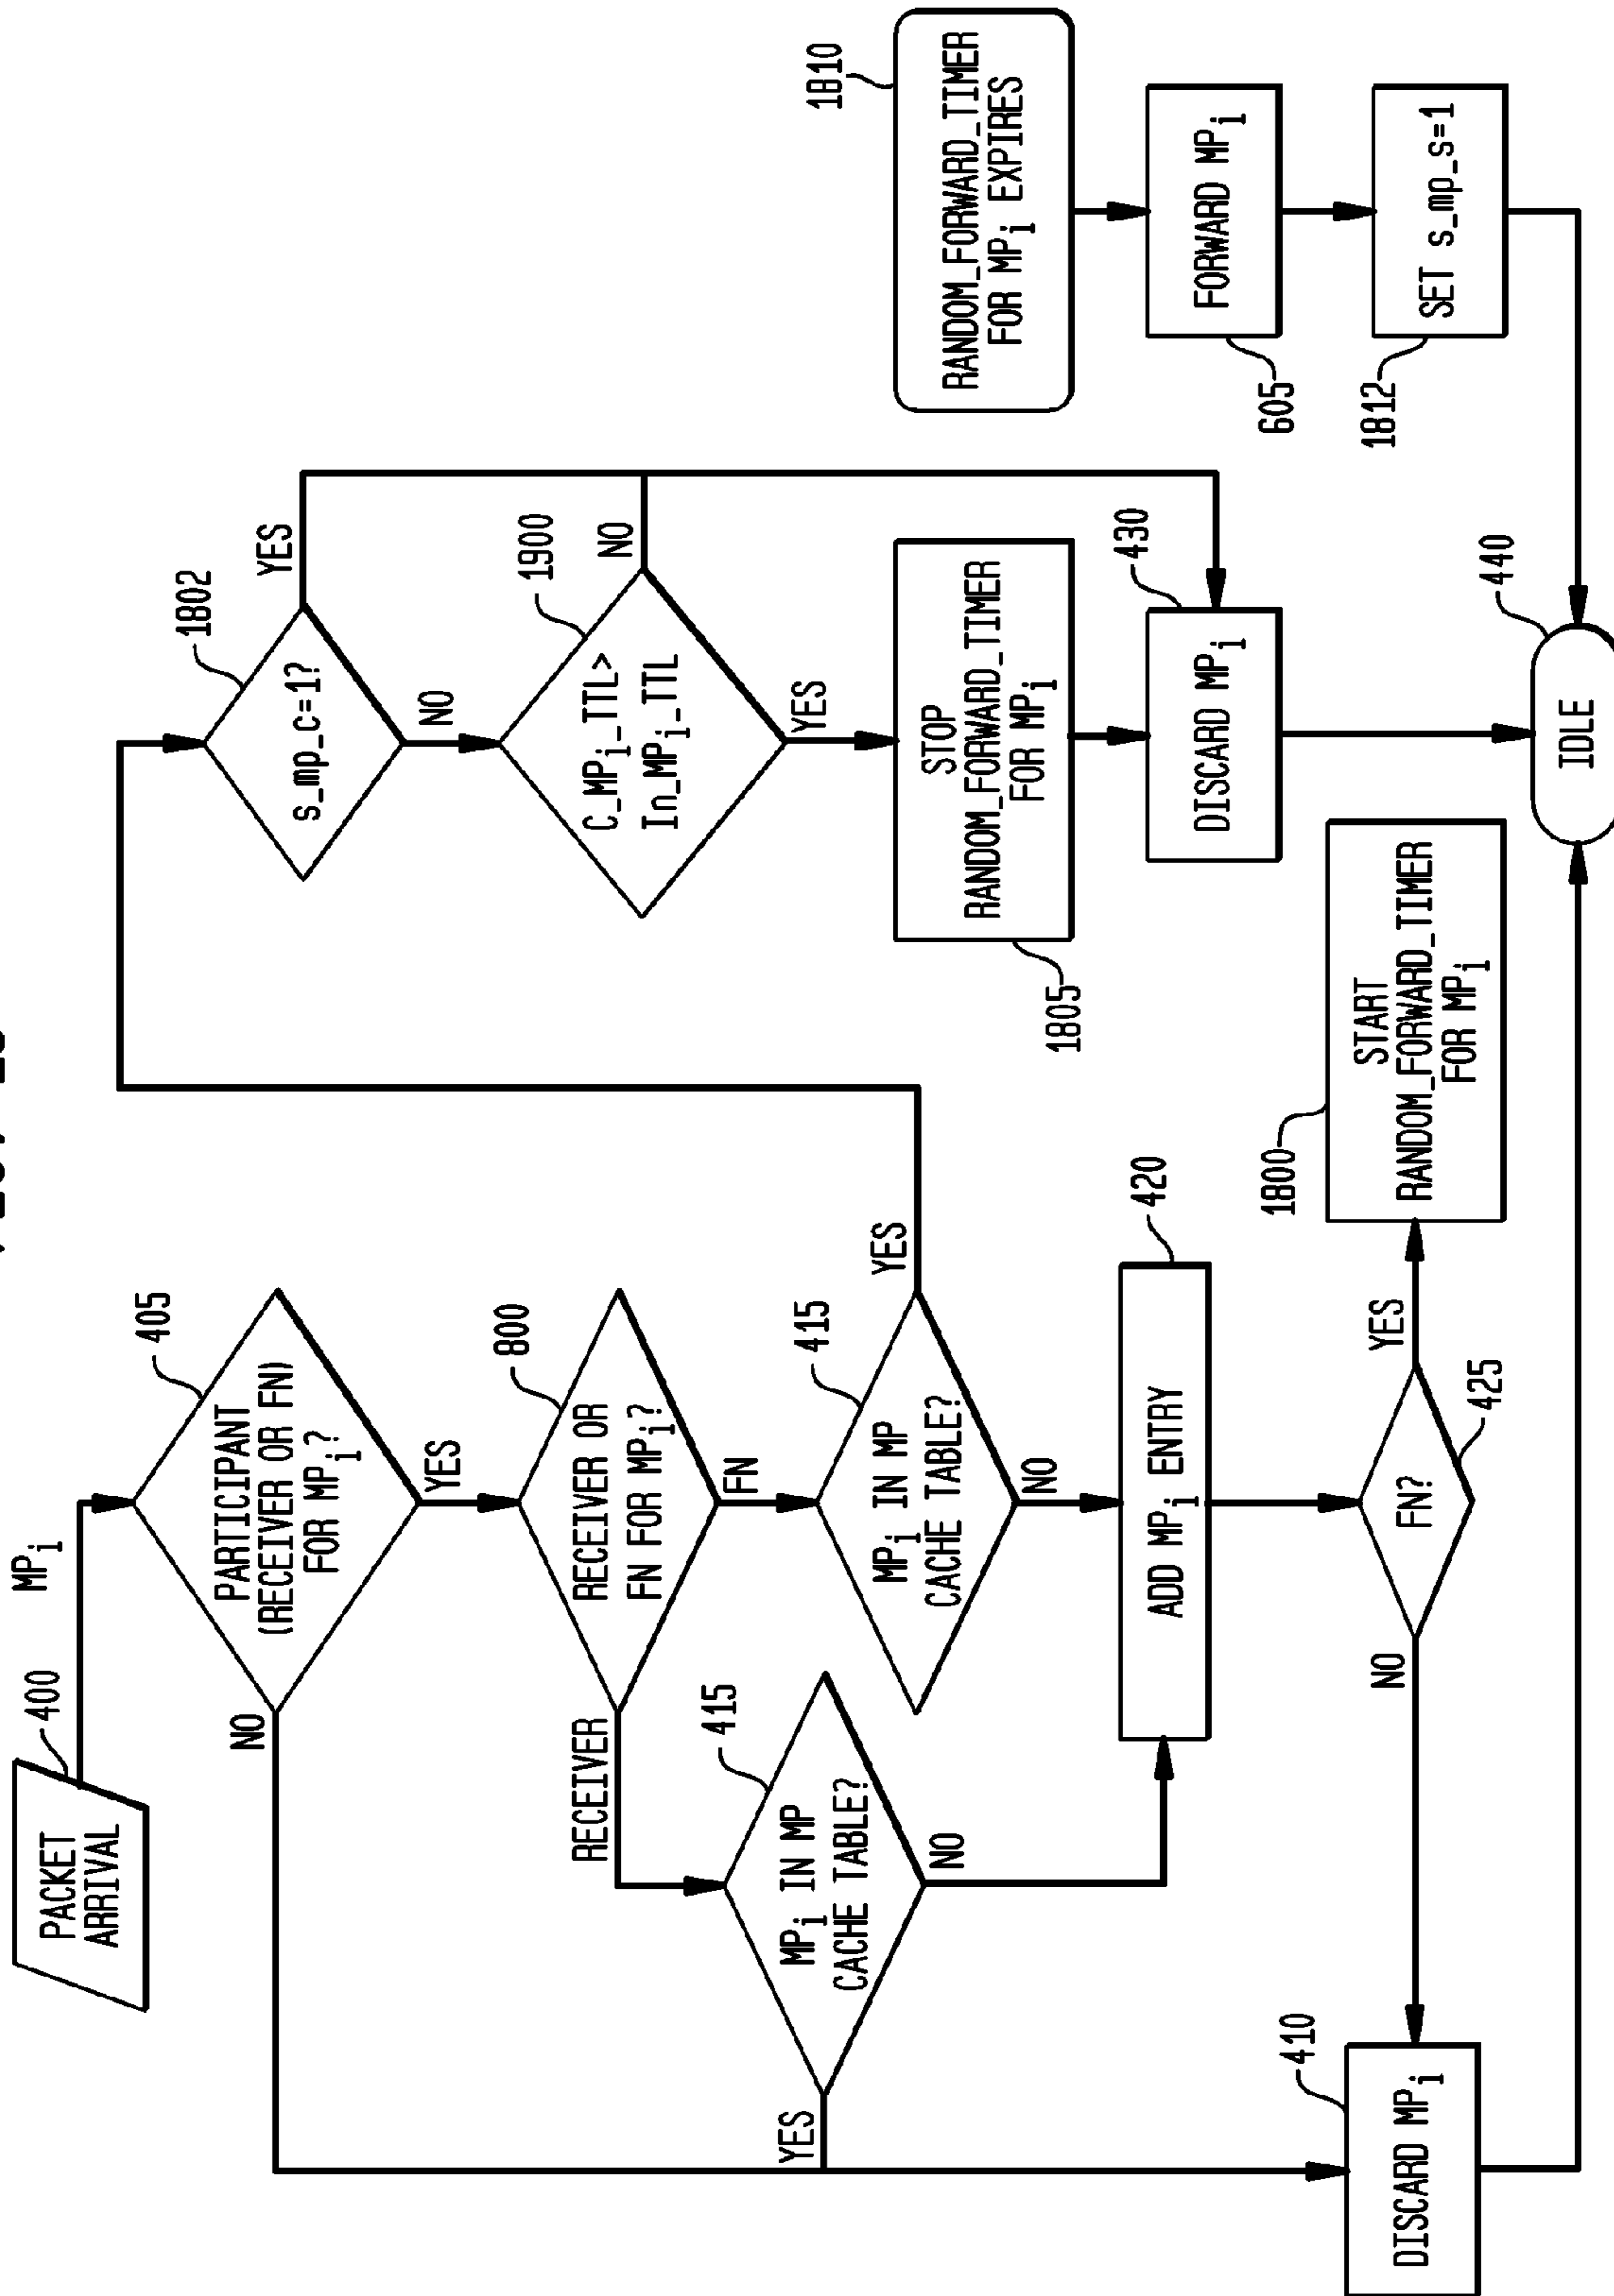 PACKET
ARRIVAL
400
MPi
PARTICIPANT
(RECEIVER OR FN)
FOR MPi?
405
NO
YES
RECEIVER OR
FN FOR MPi?
800
RECEIVER
FN
MPi IN MP
CACHE TABLE?
415
YES
NO
MPi IN MP
CACHE TABLE?
415
YES
NO
ADD MPi ENTRY
420
FN?
425
NO
YES
DISCARD MPi
410
START
RANDOM_FORWARD_TIMER
FOR MPi
1800
s_mp_c=1?
1802
YES
NO
C_MPi_TTL>
In_MPi_TTL
1900
NO
YES
STOP
RANDOM_FORWARD_TIMER
FOR MPi
1805
DISCARD MPi
430
IDLE
440
RANDOM_FORWARD_TIMER
FOR MPi EXPIRES
1810
FORWARD MPi
605
SET s_mp_s=1
1812